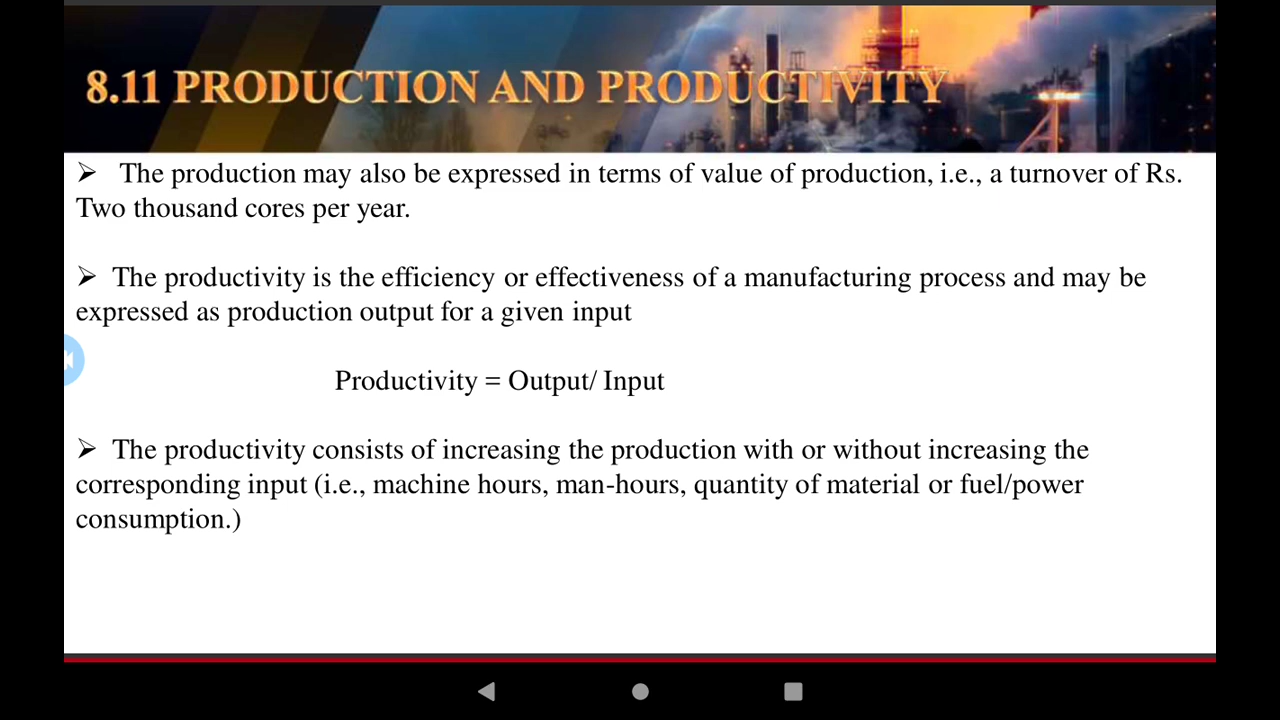 8.11 PRODUCTION AND PRODUCTIVITY
➢ The production may also be expressed in terms of value of production, i.e., a turnover of Rs.
Two thousand cores per year.
➢ The productivity is the efficiency or effectiveness of a manufacturing process and may be
expressed as production output for a given input
Productivity = Output/ Input
➢ The productivity consists of increasing the production with or without increasing the
corresponding input (i.e., machine hours, man-hours, quantity of material or fuel/power
consumption.)